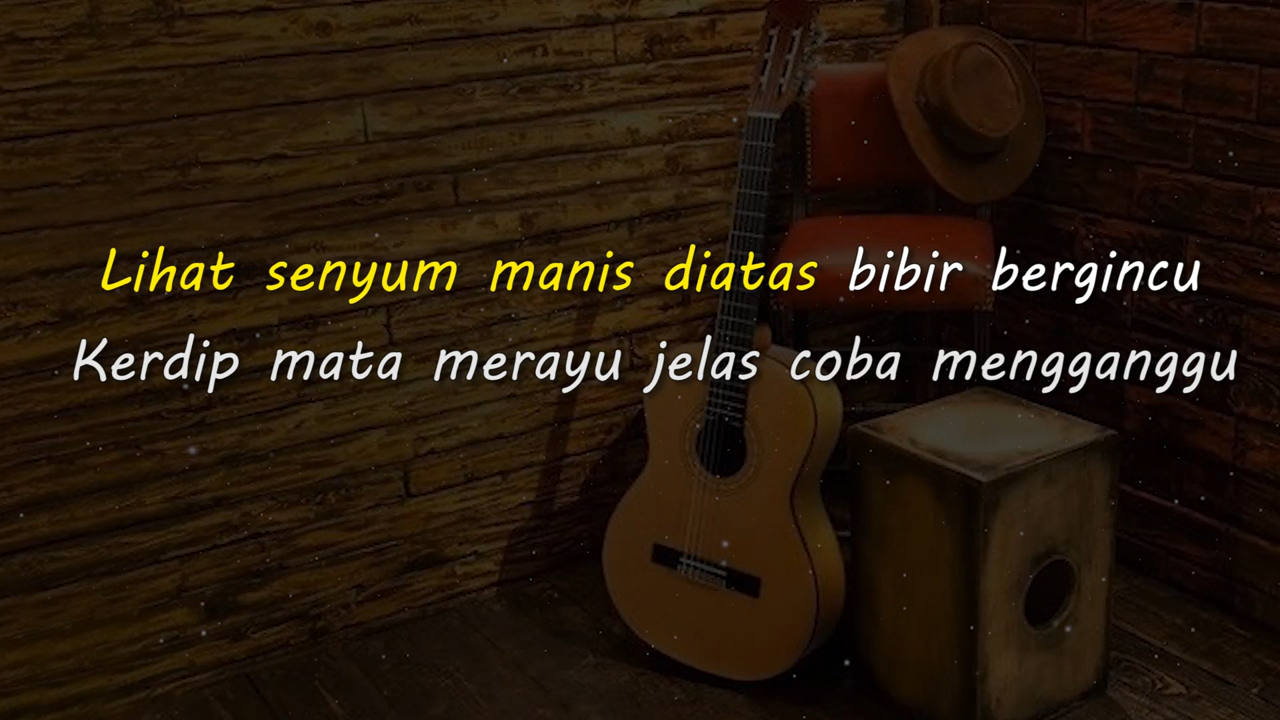 Lihat senyum manis diatas bibir bergincu
Kerdip mata merayu jelas coba mengganggu